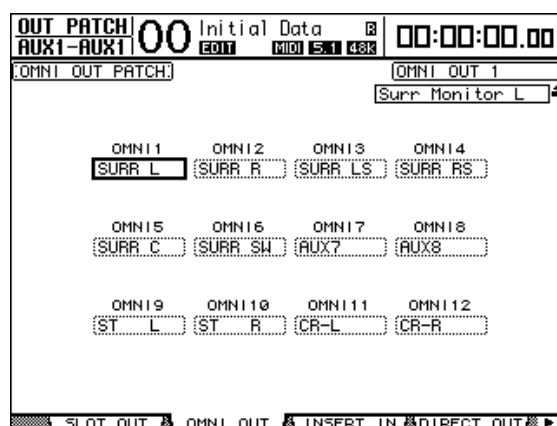 OUT PATCH
AUX1-AUX1
00
Initial Data R
EDIT MIDI 5.1 48K
00:00:00.00
OMNI OUT PATCH
OMNI OUT 1
Surr Monitor L
OMNI1 OMNI2 OMNI3 OMNI4
SURR L SURR R SURR LS SURR RS
OMNI5 OMNI6 OMNI7 OMNI8
SURR C SURR SW AUX7 AUX8
OMNI9 OMNI10 OMNI11 OMNI12
ST L ST R CR-L CR-R
SLOT OUT OMNI OUT INSERT IN DIRECT OUT